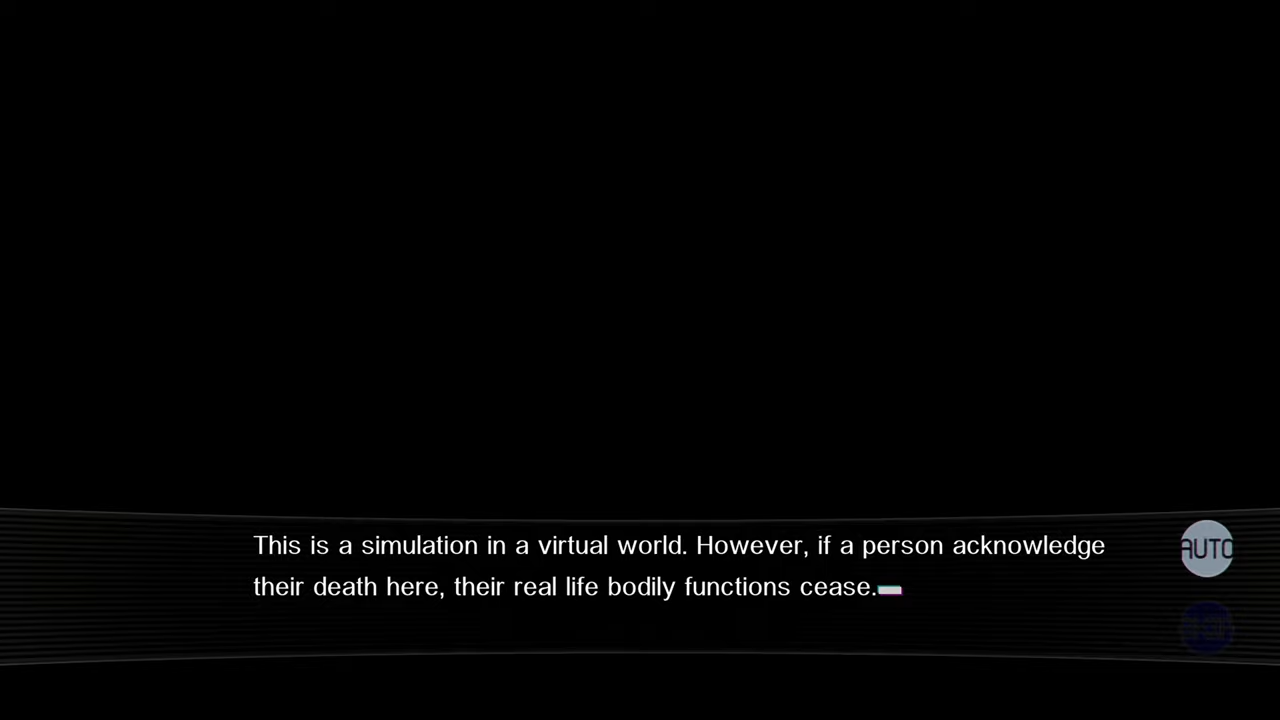 This is a simulation in a virtual world. However, if a person acknowledge
their death here, their real life bodily functions cease.
AUTO